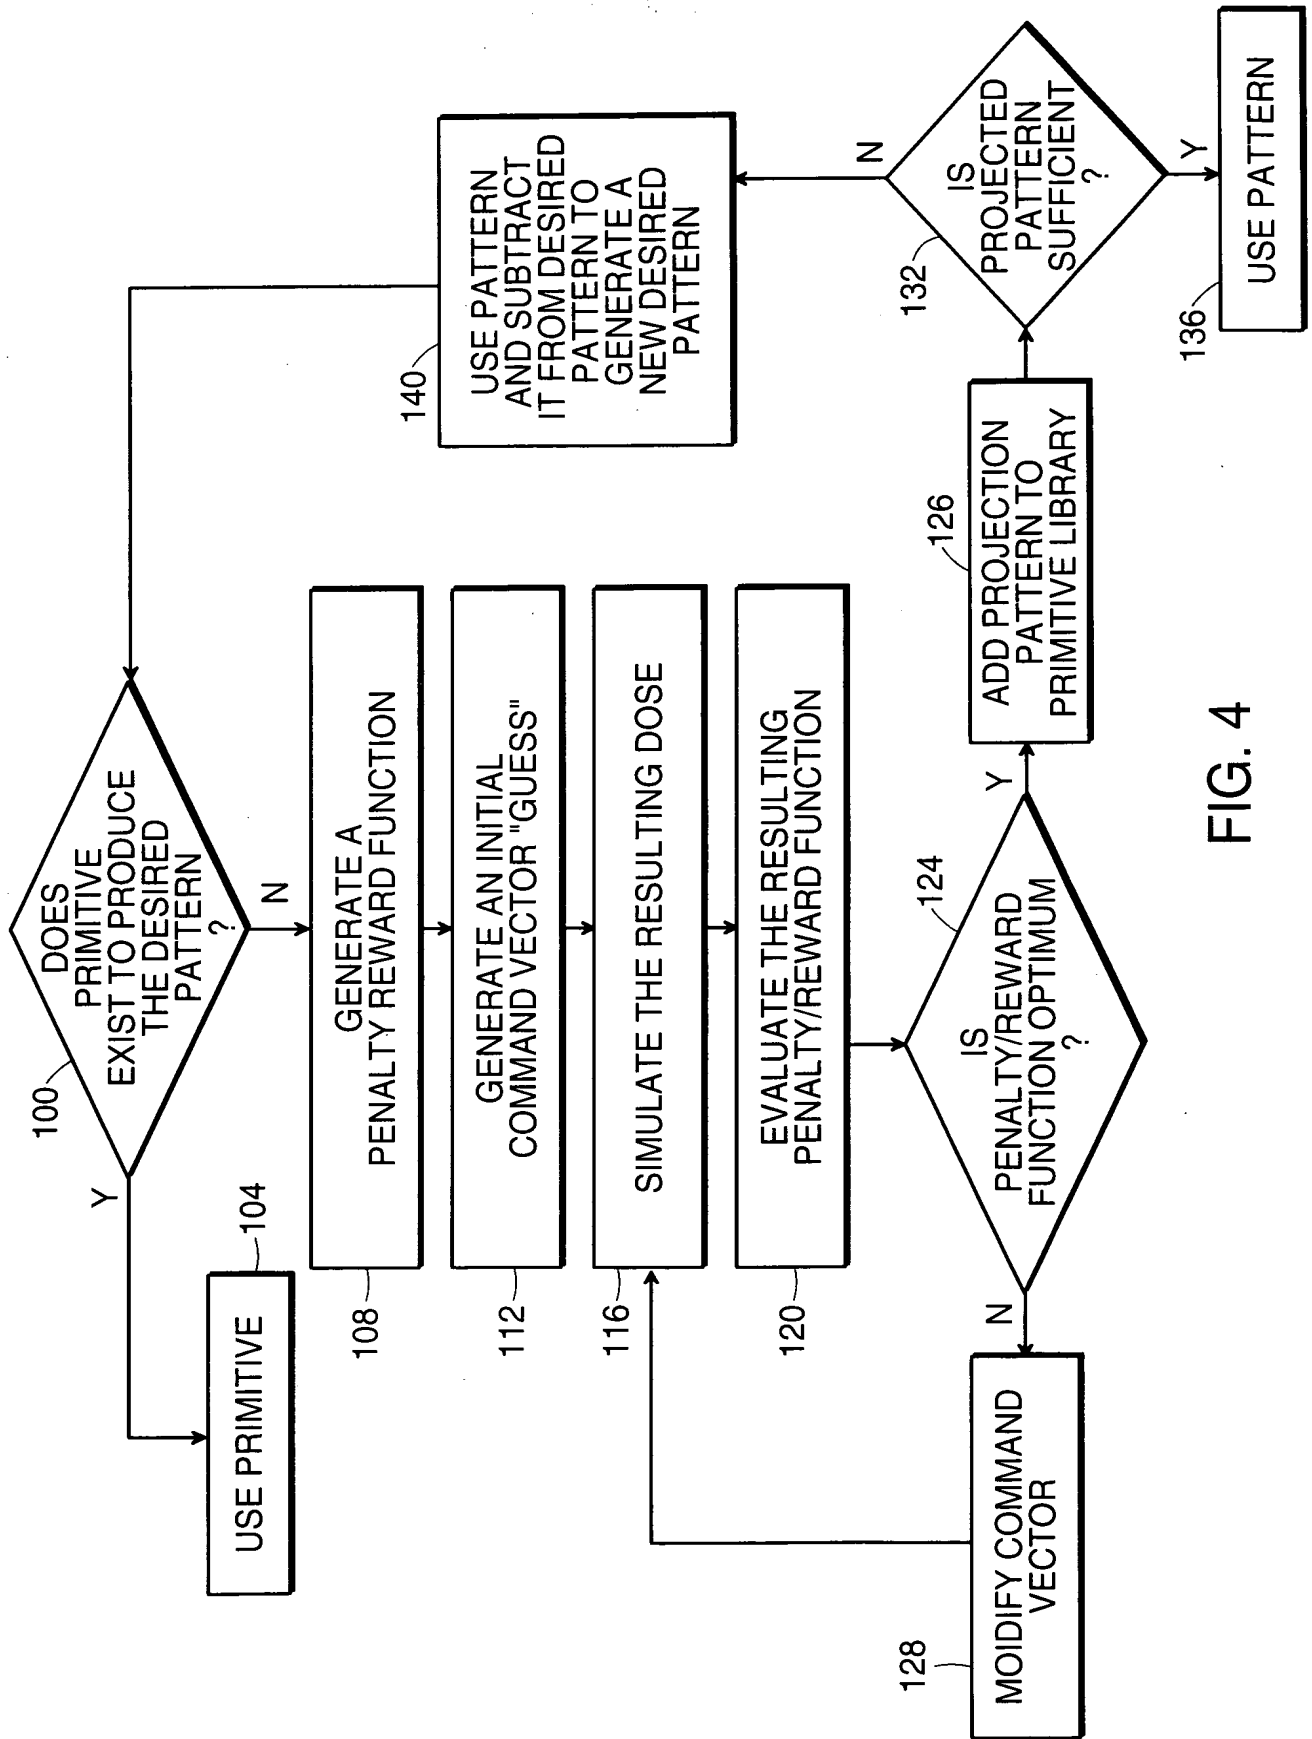 100
DOES
PRIMITIVE
EXIST TO PRODUCE
THE DESIRED
PATTERN
?
Y
N
USE PRIMITIVE
104
GENERATE A
PENALTY REWARD FUNCTION
108
GENERATE AN INITIAL
COMMAND VECTOR "GUESS"
112
SIMULATE THE RESULTING DOSE
116
EVALUATE THE RESULTING
PENALTY/REWARD FUNCTION
120
IS
PENALTY/REWARD
FUNCTION OPTIMUM
?
124
N
Y
MOIDIFY COMMAND
VECTOR
128
ADD PROJECTION
PATTERN TO
PRIMITIVE LIBRARY
126
IS
PROJECTED
PATTERN
SUFFICIENT
?
132
N
Y
USE PATTERN
AND SUBTRACT
IT FROM DESIRED
PATTERN TO
GENERATE A
NEW DESIRED
PATTERN
140
USE PATTERN
136
FIG. 4